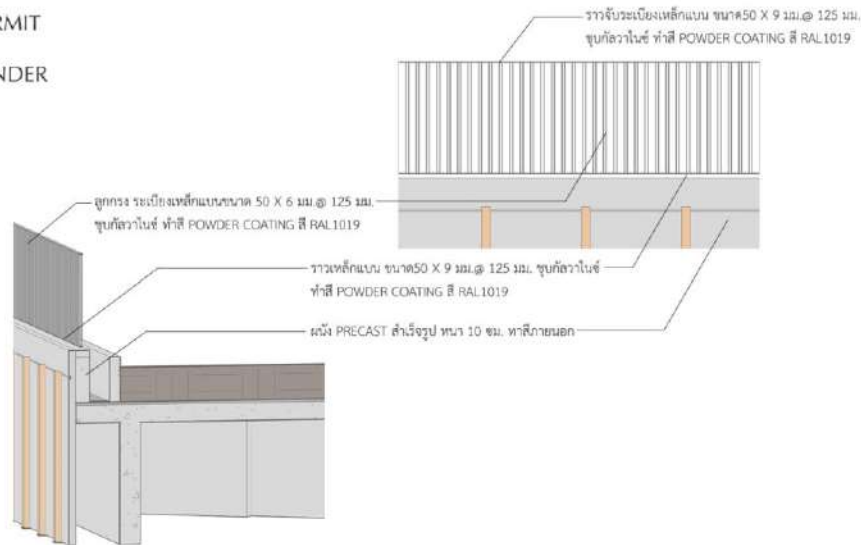 RMIT
NDER
ราวจับระเบียงเหล็กแบน ขนาด50 X 9 มม.@ 125 มม.
ชุบกัลวาไนซ์ ทำสี POWDER COATING สี RAL1019
ลูกกรง ระเบียงเหล็กแบนขนาด 50 X 6 มม.@ 125 มม.
ชุบกัลวาไนซ์ ทำสี POWDER COATING สี RAL1019
ราวเหล็กแบน ขนาด50 X 9 มม.@ 125 มม. ชุบกัลวาไนซ์
ทำสี POWDER COATING สี RAL1019
ผนัง PRECAST สำเร็จรูป หนา 10 ซม. ทาสีภายนอก